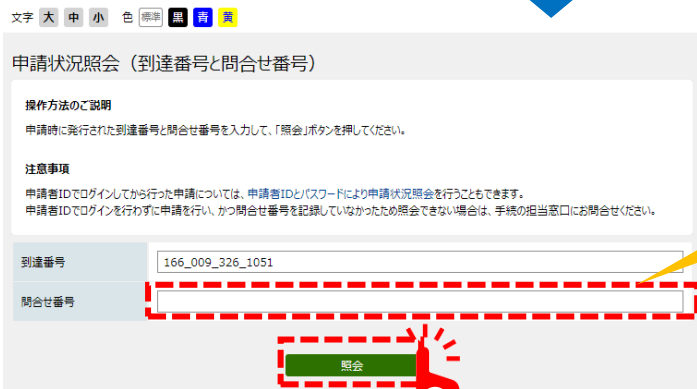 文字 大 中 小 色 標準 黒 青 黄
申請状況照会（到達番号と問合せ番号）
操作方法のご説明
申請時に発行された到達番号と問合せ番号を入力して、「照会」ボタンを押してください。
注意事項
申請者IDでログインしてから行った申請については、申請者IDとパスワードにより申請状況照会を行うこともできます。
申請者IDでログインを行わずに申請を行い、かつ問合せ番号を記録していなかったため照会できない場合は、手続の担当窓口にお問合せください。
到達番号 166_009_326_1051
問合せ番号
照会